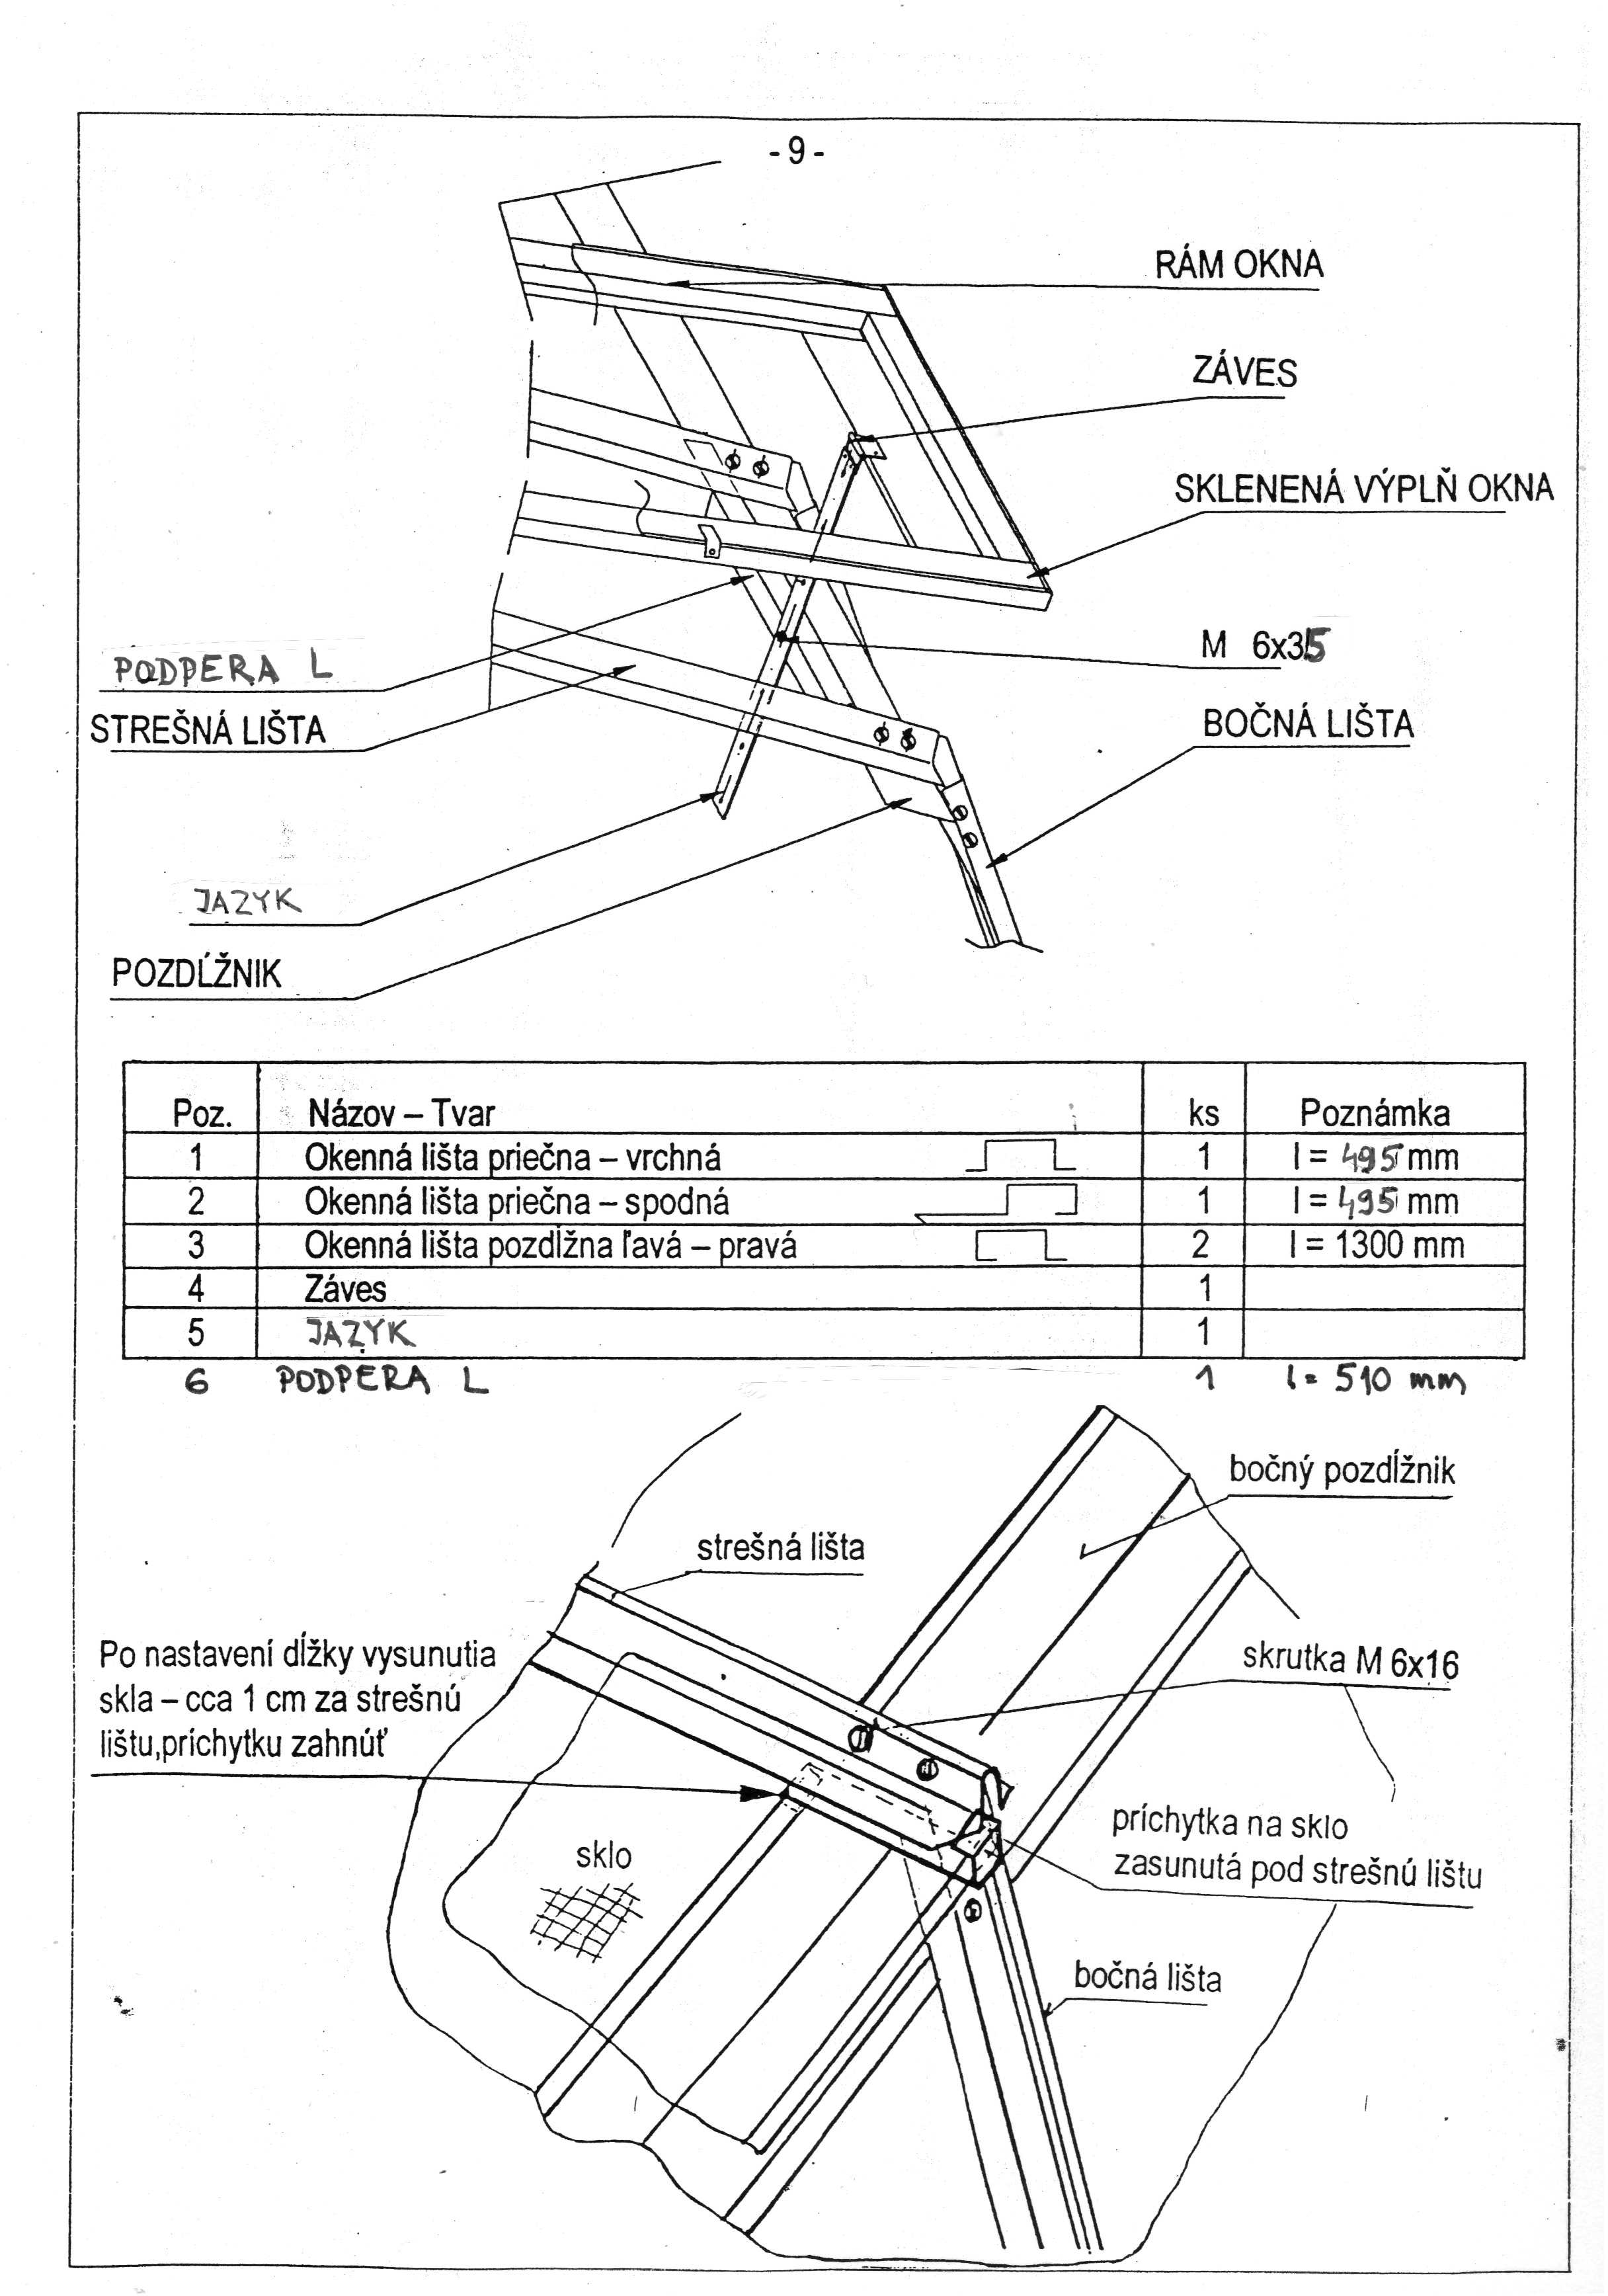 - 9 -
RÁM OKNA
ZÁVES
SKLENENÁ VÝPLŇ OKNA
M 6x35
PODPERA L
STREŠNÁ LIŠTA
BOČNÁ LIŠTA
JAZYK
POZDĹŽNIK
Poz. Názov – Tvar ks Poznámka
1 Okenná lišta priečna – vrchná 1 l = 495 mm
2 Okenná lišta priečna – spodná 1 l = 495 mm
3 Okenná lišta pozdĺžna ľavá – pravá 2 l = 1300 mm
4 Záves 1
5 JAZYK 1
6 PODPERA L 1 l = 510 mm
bočný pozdĺžnik
strešná lišta
Po nastavení dĺžky vysunutia
skla – cca 1 cm za strešnú
lištu,príchytku zahnúť
skrutka M 6x16
príchytka na sklo
zasunutá pod strešnú lištu
sklo
bočná lišta